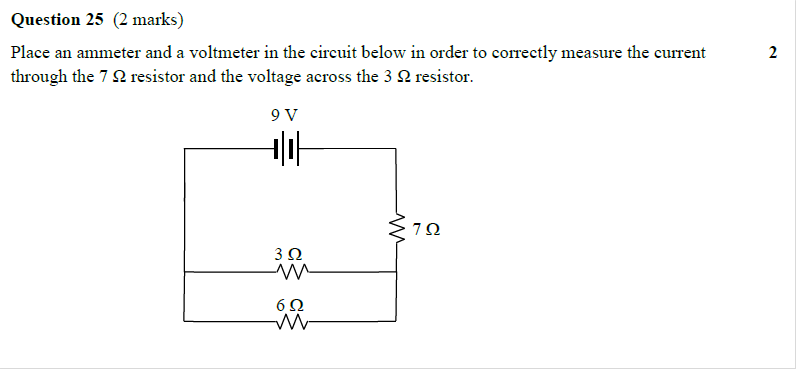 Question 25 (2 marks)
Place an ammeter and a voltmeter in the circuit below in order to correctly measure the current 2
through the 7 Ω resistor and the voltage across the 3 Ω resistor.
9 V
7 Ω
3 Ω
6 Ω